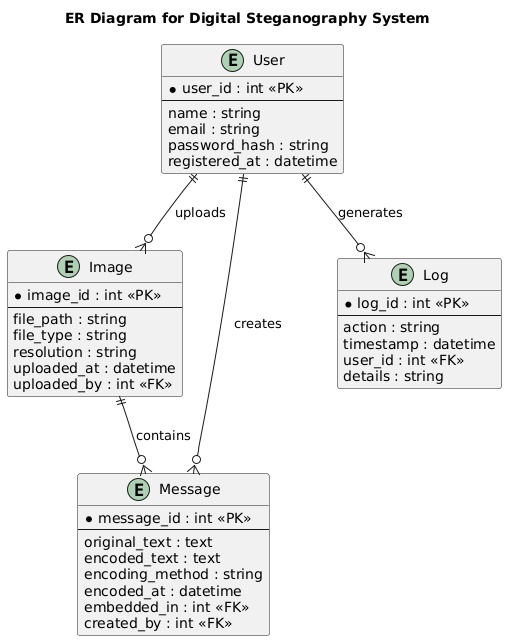 ER Diagram for Digital Steganography System
E User
user_id : int «PK»
name : string
email : string
password_hash : string
registered_at : datetime
uploads
generates
E Image
image_id : int «PK»
file_path : string
file_type : string
resolution : string
uploaded_at : datetime
uploaded_by : int «FK»
E Log
log_id : int «PK»
action : string
timestamp : datetime
user_id : int «FK»
details : string
creates
contains
E Message
message_id : int «PK»
original_text : text
encoded_text : text
encoding_method : string
encoded_at : datetime
embedded_in : int «FK»
created_by : int «FK»